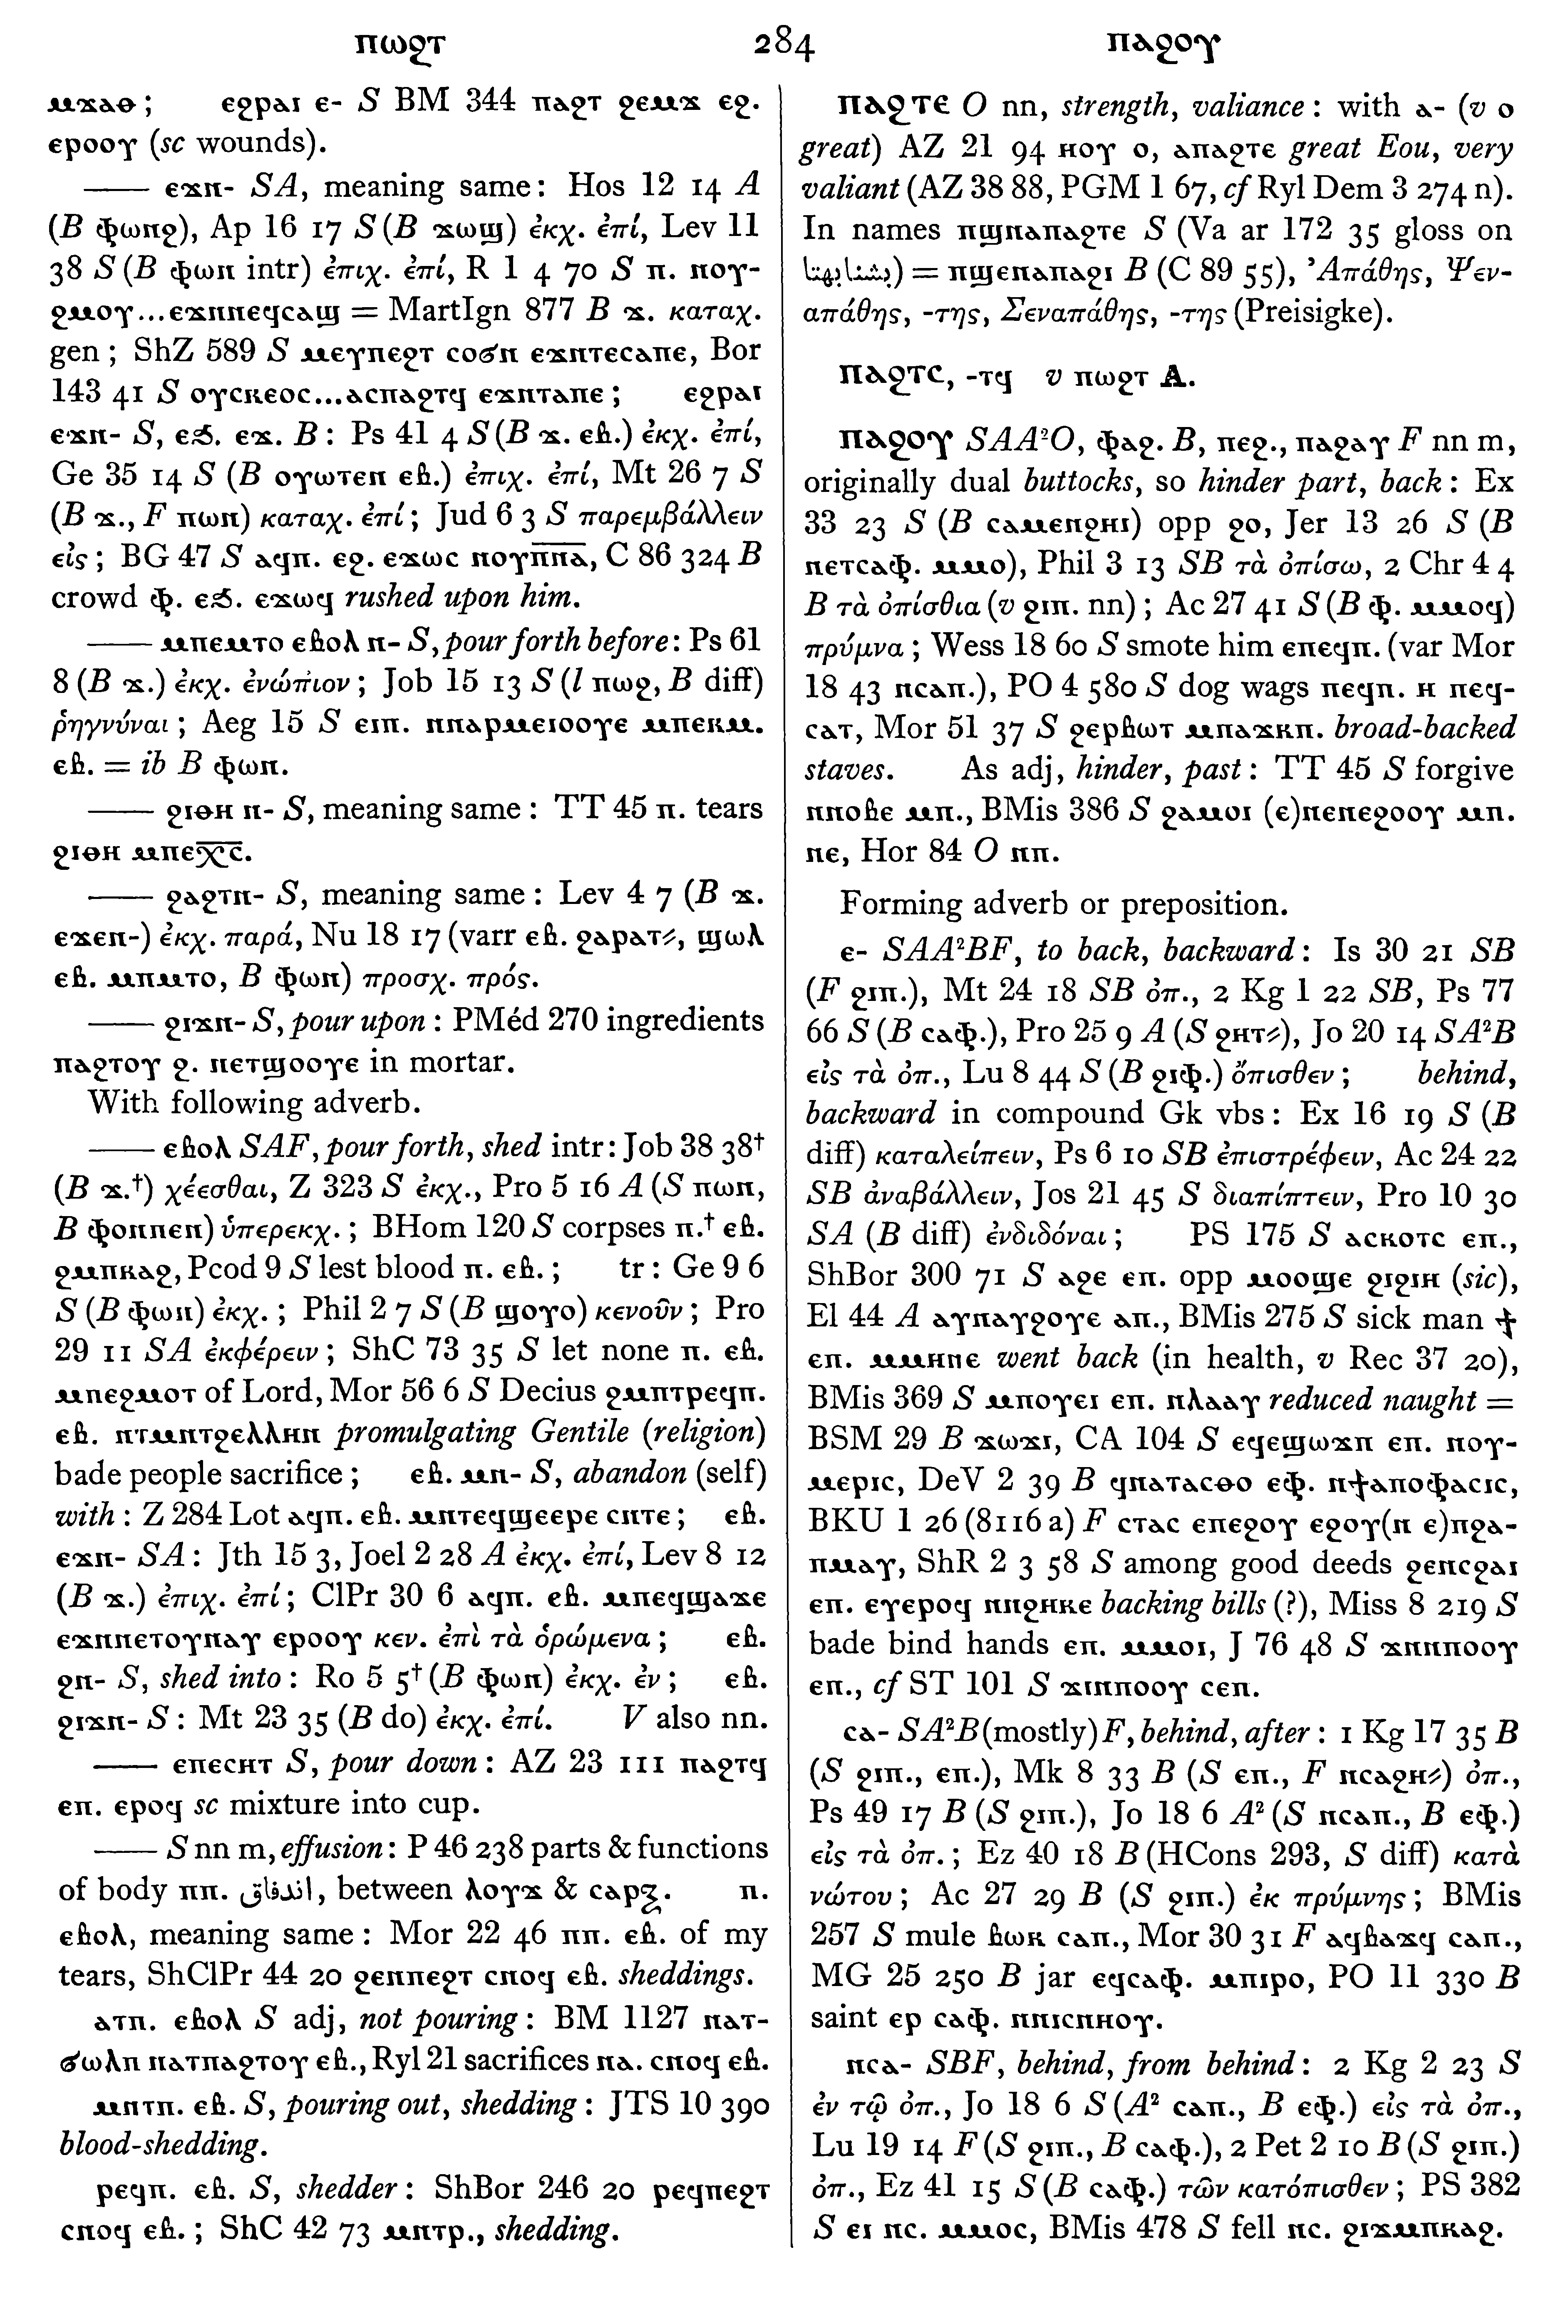 ⲡⲱϩⲧ 284 ⲡⲁϩⲟⲩ
ⲙϫⲁⲑ; ⲉϩⲣⲁⲓ ⲉ- S BM 344 ⲡⲁϩⲧ ϩⲉⲙϫ ⲉϩ.
ⲉⲣⲟⲟⲩ (sc wounds).
—— ⲉϫⲛ- SA, meaning same: Hos 12 14 A
(B ⲫⲱⲛϩ), Ap 16 17 S (B ϫⲱϣ) ἐκχ. ἐπί, Lev 11
38 S (B ⲫⲱⲛ intr) ἐπιχ. ἐπί, R 1 4 70 S ⲡ. ⲛⲟⲩ-
ϩⲙⲟⲩ...ⲉϫⲛⲛⲉϥⲥⲁϣ = MartIgn 877 B ϫ. καταχ.
gen; ShZ 589 S ⲙⲉⲩⲡⲉϩⲧ ⲥⲟϭⲛ ⲉϫⲛⲧⲉⲥⲁⲡⲉ, Bor
143 41 S ⲟⲩⲥⲕⲉⲟⲥ...ⲁⲥⲡⲁϩⲧϥ ⲉϫⲛⲧⲁⲡⲉ; ⲉϩⲣⲁⲓ
ⲉϫⲛ- S, ⲉϧ. ⲉϫ. B: Ps 41 4 S (B ϫ. ⲉⲃ.) ἐκχ. ἐπί,
Ge 35 14 S (B ⲟⲩⲱⲧⲉⲛ ⲉⲃ.) ἐπιχ. ἐπί, Mt 26 7 S
(B ϫ., F ⲡⲱⲛ) καταχ. ἐπί; Jud 6 3 S παρεμβάλλειν
εἰς; BG 47 S ⲁϥⲡ. ⲉϩ. ⲉϫⲱⲥ ⲛⲟⲩⲡ̅ⲛ̅ⲁ̅, C 86 324 B
crowd ⲫ. ⲉϧ. ⲉϫⲱϥ rushed upon him.
—— ⲙⲡⲉⲙⲧⲟ ⲉⲃⲟⲗ ⲛ- S, pour forth before: Ps 61
8 (B ϫ.) ἐκχ. ἐνώπιον; Job 15 13 S (l ⲡⲱϩ, B diff)
ῥηγνύναι; Aeg 15 S ⲉⲓⲡ. ⲛⲛⲁⲣⲙⲉⲓⲟⲟⲩⲉ ⲙⲡⲉⲕⲙ.
ⲉⲃ. = ib B ⲫⲱⲛ.
—— ϩⲓⲑⲏ ⲛ- S, meaning same: TT 45 ⲡ. tears
ϩⲓⲑⲏ ⲙⲡⲉⲭ̅ⲥ̅.
—— ϩⲁϩⲧⲛ- S, meaning same: Lev 4 7 (B ϫ.
ⲉϫⲉⲛ-) ἐκχ. παρά, Nu 18 17 (varr ⲉⲃ. ϩⲁⲣⲁⲧ⸗, ϣⲱⲗ
ⲉⲃ. ⲙⲡⲙⲧⲟ, B ⲫⲱⲛ) προσχ. πρός.
—— ϩⲓϫⲛ- S, pour upon: PMéd 270 ingredients
ⲡⲁϩⲧⲟⲩ ϩ. ⲡⲉⲧϣⲟⲟⲩⲉ in mortar.
With following adverb.
—— ⲉⲃⲟⲗ SAF, pour forth, shed intr: Job 38 38†
(B ϫ.†) χέεσθαι, Z 323 S ἐκχ., Pro 5 16 A (S ⲡⲱⲛ,
B ⲫⲟⲛⲡⲉⲛ) ὑπερεκχ.; BHom 120 S corpses ⲡ.† ⲉⲃ.
ϩⲙⲡⲕⲁϩ, Pcod 9 S lest blood ⲡ. ⲉⲃ.; tr: Ge 9 6
S (B ⲫⲱⲛ) ἐκχ.; Phil 2 7 S (B ϣⲟⲩⲟ) κενοῦν; Pro
29 11 SA ἐκφέρειν; ShC 73 35 S let none ⲡ. ⲉⲃ.
ⲙⲡⲉϩⲙⲟⲧ of Lord, Mor 56 6 S Decius ϩⲙⲡⲧⲣⲉϥⲡ.
ⲉⲃ. ⲛⲧⲙⲛⲧϩⲉⲗⲗⲏⲛ promulgating Gentile (religion)
bade people sacrifice; ⲉⲃ. ⲙⲛ- S, abandon (self)
with: Z 284 Lot ⲁϥⲡ. ⲉⲃ. ⲙⲛⲧⲉϥϣⲉⲉⲣⲉ ⲥⲛⲧⲉ; ⲉⲃ.
ⲉϫⲛ- SA: Jth 15 3, Joel 2 28 A ἐκχ. ἐπί, Lev 8 12
(B ϫ.) ἐπιχ. ἐπί; ClPr 30 6 ⲁϥⲡ. ⲉⲃ. ⲙⲡⲉϥϣⲁϫⲉ
ⲉϫⲛⲛⲉⲧⲟⲩⲛⲁⲩ ⲉⲣⲟⲟⲩ κεν. ἐπὶ τὰ ὁρώμενα; ⲉⲃ.
ϩⲛ- S, shed into: Ro 5 5† (B ⲫⲱⲛ) ἐκχ. ἐν; ⲉⲃ.
ϩⲓϫⲛ- S: Mt 23 35 (B do) ἐκχ. ἐπί. V also nn.
—— ⲉⲡⲉⲥⲏⲧ S, pour down: AZ 23 111 ⲡⲁϩⲧϥ
ⲉⲡ. ⲉⲣⲟϥ sc mixture into cup.
—— S nn m, effusion: P 46 238 parts & functions
of body ⲡⲡ. اندفاق, between ⲗⲟⲩϫ & ⲥⲁⲣⲝ. ⲡ.
ⲉⲃⲟⲗ, meaning same: Mor 22 46 ⲡⲡ. ⲉⲃ. of my
tears, ShClPr 44 20 ϩⲉⲛⲡⲉϩⲧ ⲥⲛⲟϥ ⲉⲃ. sheddings.
ⲁⲧⲡ. ⲉⲃⲟⲗ S adj, not pouring: BM 1127 ⲛⲁⲧ-
ϭⲱⲗⲡ ⲛⲁⲧⲡⲁϩⲧⲟⲩ ⲉⲃ., Ryl 21 sacrifices ⲛⲁ. ⲥⲛⲟϥ ⲉⲃ.
ⲙⲛⲧⲡ. ⲉⲃ. S, pouring out, shedding: JTS 10 390
blood-shedding.
ⲣⲉϥⲡ. ⲉⲃ. S, shedder: ShBor 246 20 ⲣⲉϥⲡⲉϩⲧ
ⲥⲛⲟϥ ⲉⲃ.; ShC 42 73 ⲙⲛⲧⲣ., shedding.
ⲡⲁϩⲧⲉ O nn, strength, valiance: with ⲁ- (v ⲟ
great) AZ 21 94 ⲏⲟⲩ ⲟ, ⲁⲡⲁϩⲧⲉ great Eou, very
valiant (AZ 38 88, PGM 1 67, cf Ryl Dem 3 274 n).
In names ⲡϣⲛⲁⲡⲁϩⲧⲉ S (Va ar 172 35 gloss on
) = ⲡϣⲉⲛⲁⲡⲁϩⲓ B (C 89 55), Ἀπάθης, Ψεν-
απάθης, -της, Σεναπάθης, -της (Preisigke).
ⲡⲁϩⲧⲥ, -ⲧϥ v ⲡⲱϩⲧ A.
ⲡⲁϩⲟⲩ SAA²O, ⲫⲁϩ. B, ⲡⲉϩ., ⲡⲁϩⲁⲩ F nn m,
originally dual buttocks, so hinder part, back: Ex
33 23 S (B ⲥⲁⲙⲉⲛϩⲏⲓ) opp ϩⲟ, Jer 13 26 S (B
ⲡⲉⲧⲥⲁⲫ. ⲙⲙⲟ), Phil 3 13 SB τὰ ὀπίσω, 2 Chr 4 4
B τὰ ὀπίσθια (v ϩⲓⲡ. nn); Ac 27 41 S (B ⲫ. ⲙⲙⲟϥ)
πρύμνα; Wess 18 60 S smote him ⲉⲡⲉϥⲡ. (var Mor
18 43 ⲛⲥⲁⲡ.), PO 4 580 S dog wags ⲡⲉϥⲡ. ⲏ ⲡⲉϥ-
ⲥⲁⲧ, Mor 51 37 S ϩⲉⲣⲃⲱⲧ ⲙⲡⲁϫⲕⲡ. broad-backed
staves. As adj, hinder, past: TT 45 S forgive
ⲛⲛⲟⲃⲉ ⲙⲡ., BMis 386 S ϩⲁⲙⲟⲓ (ⲉ)ⲛⲉⲛⲉϩⲟⲟⲩ ⲙⲡ.
ⲛⲉ, Hor 84 O ⲡⲡ.
Forming adverb or preposition.
ⲉ- SAA²BF, to back, backward: Is 30 21 SB
(F ϩⲓⲡ.), Mt 24 18 SB ὀπ., 2 Kg 1 22 SB, Ps 77
66 S (B ⲥⲁⲫ.), Pro 25 9 A (S ϩⲏⲧ⸗), Jo 20 14 SA²B
εἰς τὰ ὀπ., Lu 8 44 S (B ϩⲓⲫ.) ὄπισθεν; behind,
backward in compound Gk vbs: Ex 16 19 S (B
diff) καταλείπειν, Ps 6 10 SB ἐπιστρέφειν, Ac 24 22
SB ἀναβάλλειν, Jos 21 45 S διαπίπτειν, Pro 10 30
SA (B diff) ἐνδιδόναι; PS 175 S ⲁⲥⲕⲟⲧⲥ ⲉⲡ.,
ShBor 300 71 S ⲁϩⲉ ⲉⲡ. opp ⲙⲟⲟϣⲉ ϩⲓϩⲓⲏ (sic),
El 44 A ⲁⲩⲛⲁⲩϩⲟⲩⲉ ⲁⲡ., BMis 275 S sick man ϯ
ⲉⲡ. ⲙⲙⲏⲛⲉ went back (in health, v Rec 37 20),
BMis 369 S ⲙⲡⲟⲩⲉⲓ ⲉⲡ. ⲛⲗⲁⲁⲩ reduced naught =
BSM 29 B ϫⲱϫⲓ, CA 104 S ⲉϥⲉϣⲱϫⲡ ⲉⲡ. ⲛⲟⲩ-
ⲙⲉⲣⲓⲥ, DeV 2 39 B ϥⲛⲁⲧⲁⲥⲑⲟ ⲉⲫ. ⲛϯⲁⲡⲟⲫⲁⲥⲓⲥ,
BKU 1 26 (8116 a) F ⲥⲧⲁⲥ ⲉⲡⲉϩⲟⲩ ⲉϩⲟⲩ(ⲛ ⲉ)ⲡϩⲁ-
ⲡⲙⲁⲩ, ShR 2 3 58 S among good deeds ϩⲉⲛⲥϩⲁⲓ
ⲉⲡ. ⲉⲩⲉⲣⲟϥ ⲛⲛϩⲏⲕⲉ backing bills (?), Miss 8 219 S
bade bind hands ⲉⲡ. ⲙⲙⲟⲓ, J 76 48 S ϫⲛⲡⲡⲟⲟⲩ
ⲉⲡ., cf ST 101 S ϫⲓⲛⲡⲟⲟⲩ ⲥⲉⲡ.
ⲥⲁ- SA²B (mostly) F, behind, after: 1 Kg 17 35 B
(S ϩⲓⲡ., ⲉⲡ.), Mk 8 33 B (S ⲉⲡ., F ⲛⲥⲁϩⲏ⸗) ὀπ.,
Ps 49 17 B (S ϩⲓⲡ.), Jo 18 6 A² (S ⲛⲥⲁⲡ., B ⲉⲫ.)
εἰς τὰ ὀπ.; Ez 40 18 B (HCons 293, S diff) κατὰ
νώτου; Ac 27 29 B (S ϩⲓⲡ.) ἐκ πρύμνης; BMis
257 S mule ⲃⲱⲕ ⲥⲁⲡ., Mor 30 31 F ⲁϥⲃⲁϫϥ ⲥⲁⲡ.,
MG 25 250 B jar ⲉϥⲥⲁⲫ. ⲙⲡⲓⲣⲟ, PO 11 330 B
saint ⲉⲣ ⲥⲁⲫ. ⲛⲛⲓⲥⲛⲏⲟⲩ.
ⲛⲥⲁ- SBF, behind, from behind: 2 Kg 2 23 S
ἐν τῷ ὀπ., Jo 18 6 S (A² ⲥⲁⲡ., B ⲉⲫ.) εἰς τὰ ὀπ.,
Lu 19 14 F (S ϩⲓⲡ., B ⲥⲁⲫ.), 2 Pet 2 10 B (S ϩⲓⲡ.)
ὀπ., Ez 41 15 S (B ⲥⲁⲫ.) τῶν κατόπισθεν; PS 382
S ⲉⲓ ⲛⲥ. ⲙⲙⲟⲥ, BMis 478 S fell ⲛⲥ. ϩⲓϫⲙⲡⲕⲁϩ.